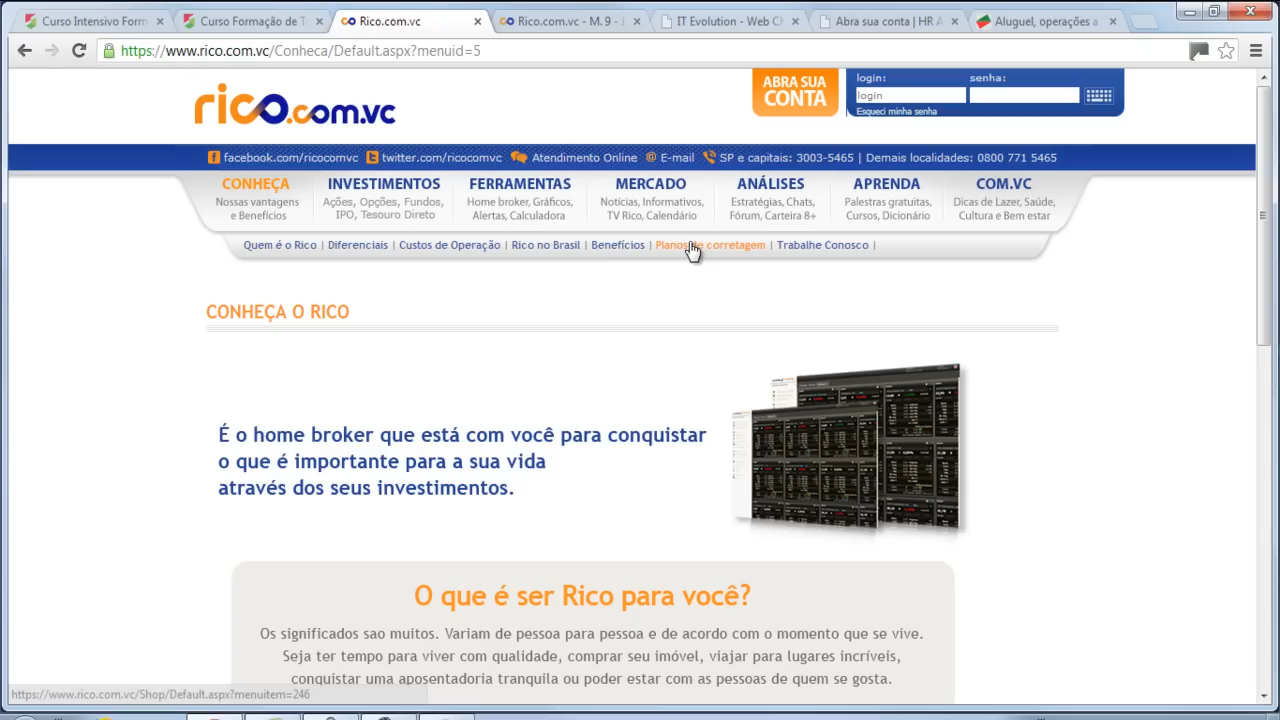 Curso Intensivo Form
Curso Formação de T
Rico.com.vc
Rico.com.vc - M. 9 - J
IT Evolution - Web Ch
Abra sua conta | HR A
Aluguel, operações a
https://www.rico.com.vc/Conheca/Default.aspx?menuid=5
rico.com.vc
ABRA SUA
CONTA
login:
senha:
login
Esqueci minha senha
facebook.com/ricocomvc
twitter.com/ricocomvc
Atendimento Online
E-mail
SP e capitais: 3003-5465 | Demais localidades: 0800 771 5465
CONHEÇA
Nossas vantagens
e Benefícios
INVESTIMENTOS
Ações, Opções, Fundos,
IPO, Tesouro Direto
FERRAMENTAS
Home broker, Gráficos,
Alertas, Calculadora
MERCADO
Notícias, Informativos,
TV Rico, Calendário
ANÁLISES
Estratégias, Chats,
Fórum, Carteira 8+
APRENDA
Palestras gratuitas,
Cursos, Dicionário
COM.VC
Dicas de Lazer, Saúde,
Cultura e Bem estar
Quem é o Rico | Diferenciais | Custos de Operação | Rico no Brasil | Benefícios | Planos de corretagem | Trabalhe Conosco |
CONHEÇA O RICO
É o home broker que está com você para conquistar
o que é importante para a sua vida
através dos seus investimentos.
O que é ser Rico para você?
Os significados sao muitos. Variam de pessoa para pessoa e de acordo com o momento que se vive.
Seja ter tempo para viver com qualidade, comprar seu imóvel, viajar para lugares incríveis,
conquistar uma aposentadoria tranquila ou poder estar com as pessoas de quem se gosta.
https://www.rico.com.vc/Shop/Default.aspx?menuitem=246